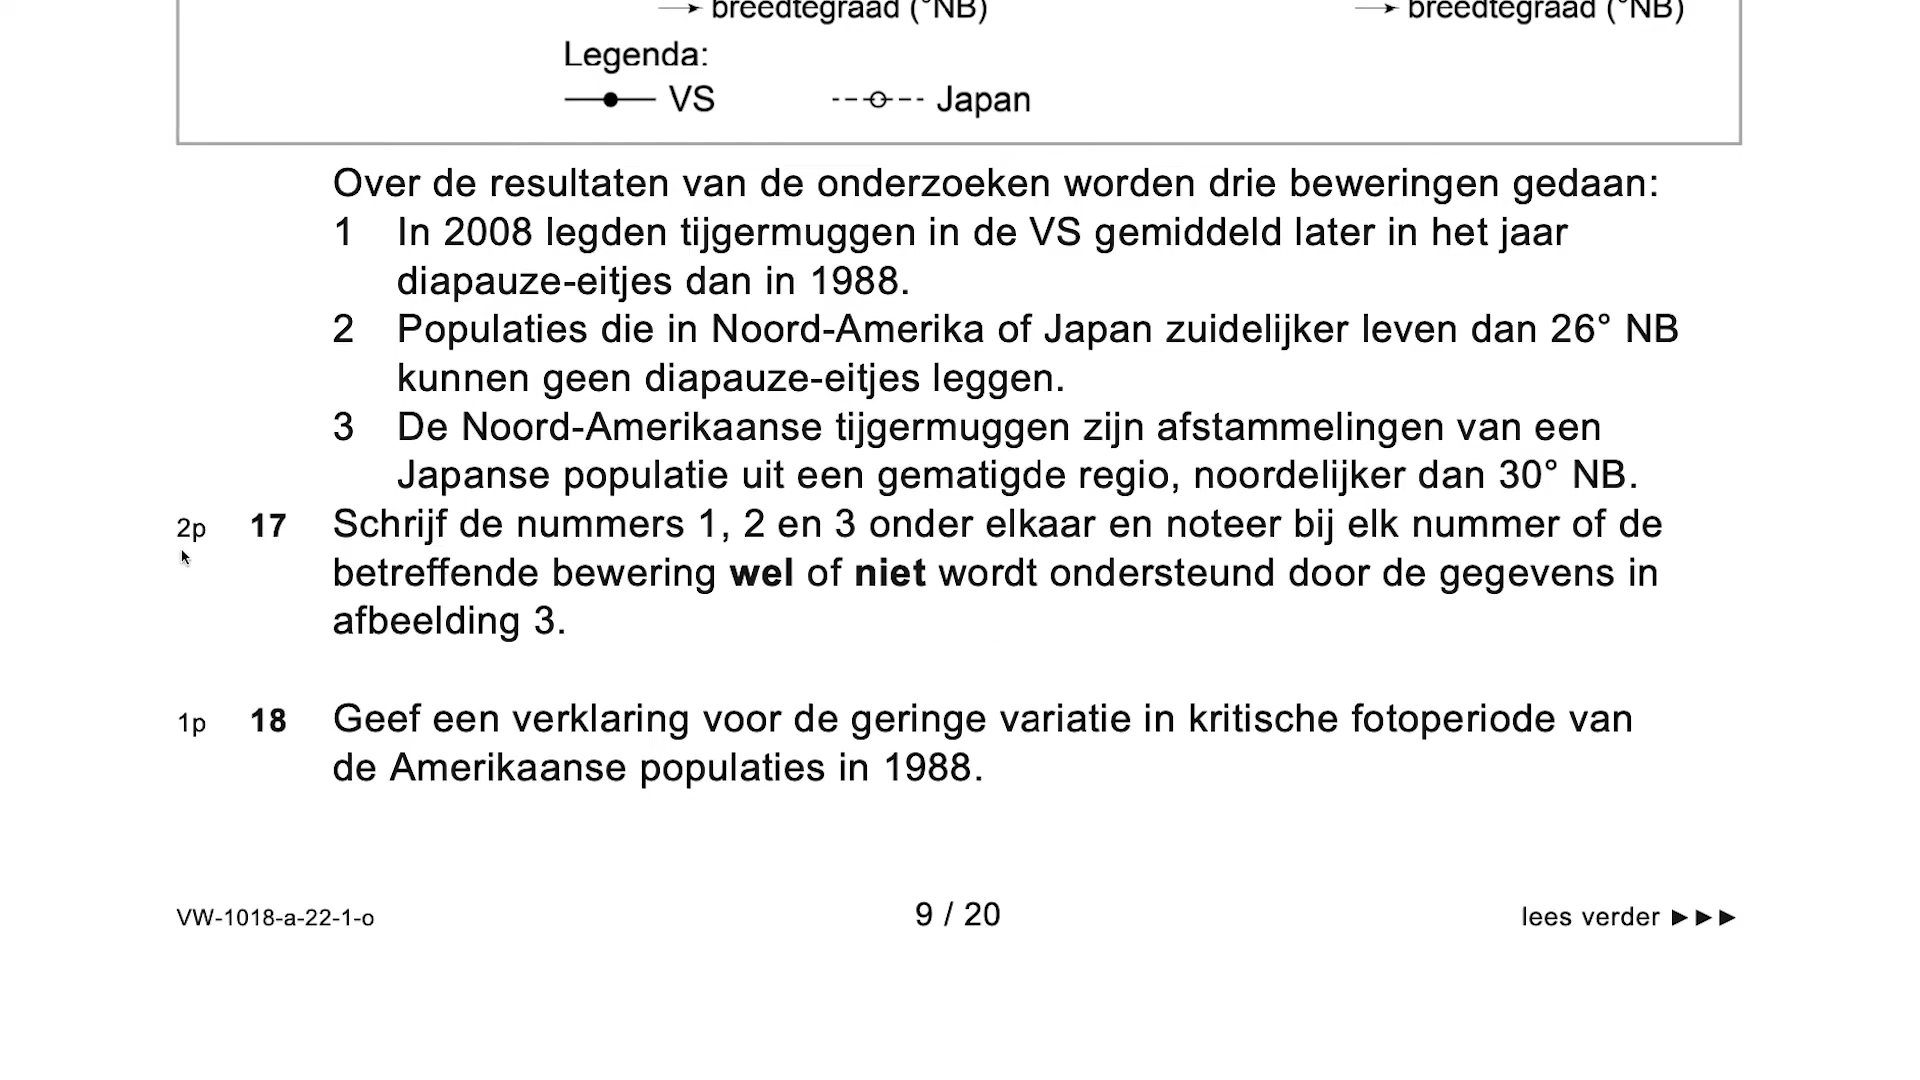 breedtegraad (°NB) breedtegraad (°NB)
Legenda:
VS Japan
Over de resultaten van de onderzoeken worden drie beweringen gedaan:
1 In 2008 legden tijgermuggen in de VS gemiddeld later in het jaar
diapauze-eitjes dan in 1988.
2 Populaties die in Noord-Amerika of Japan zuidelijker leven dan 26° NB
kunnen geen diapauze-eitjes leggen.
3 De Noord-Amerikaanse tijgermuggen zijn afstammelingen van een
Japanse populatie uit een gematigde regio, noordelijker dan 30° NB.
2p 17 Schrijf de nummers 1, 2 en 3 onder elkaar en noteer bij elk nummer of de
betreffende bewering wel of niet wordt ondersteund door de gegevens in
afbeelding 3.
1p 18 Geef een verklaring voor de geringe variatie in kritische fotoperiode van
de Amerikaanse populaties in 1988.
VW-1018-a-22-1-o 9 / 20 lees verder ►►►